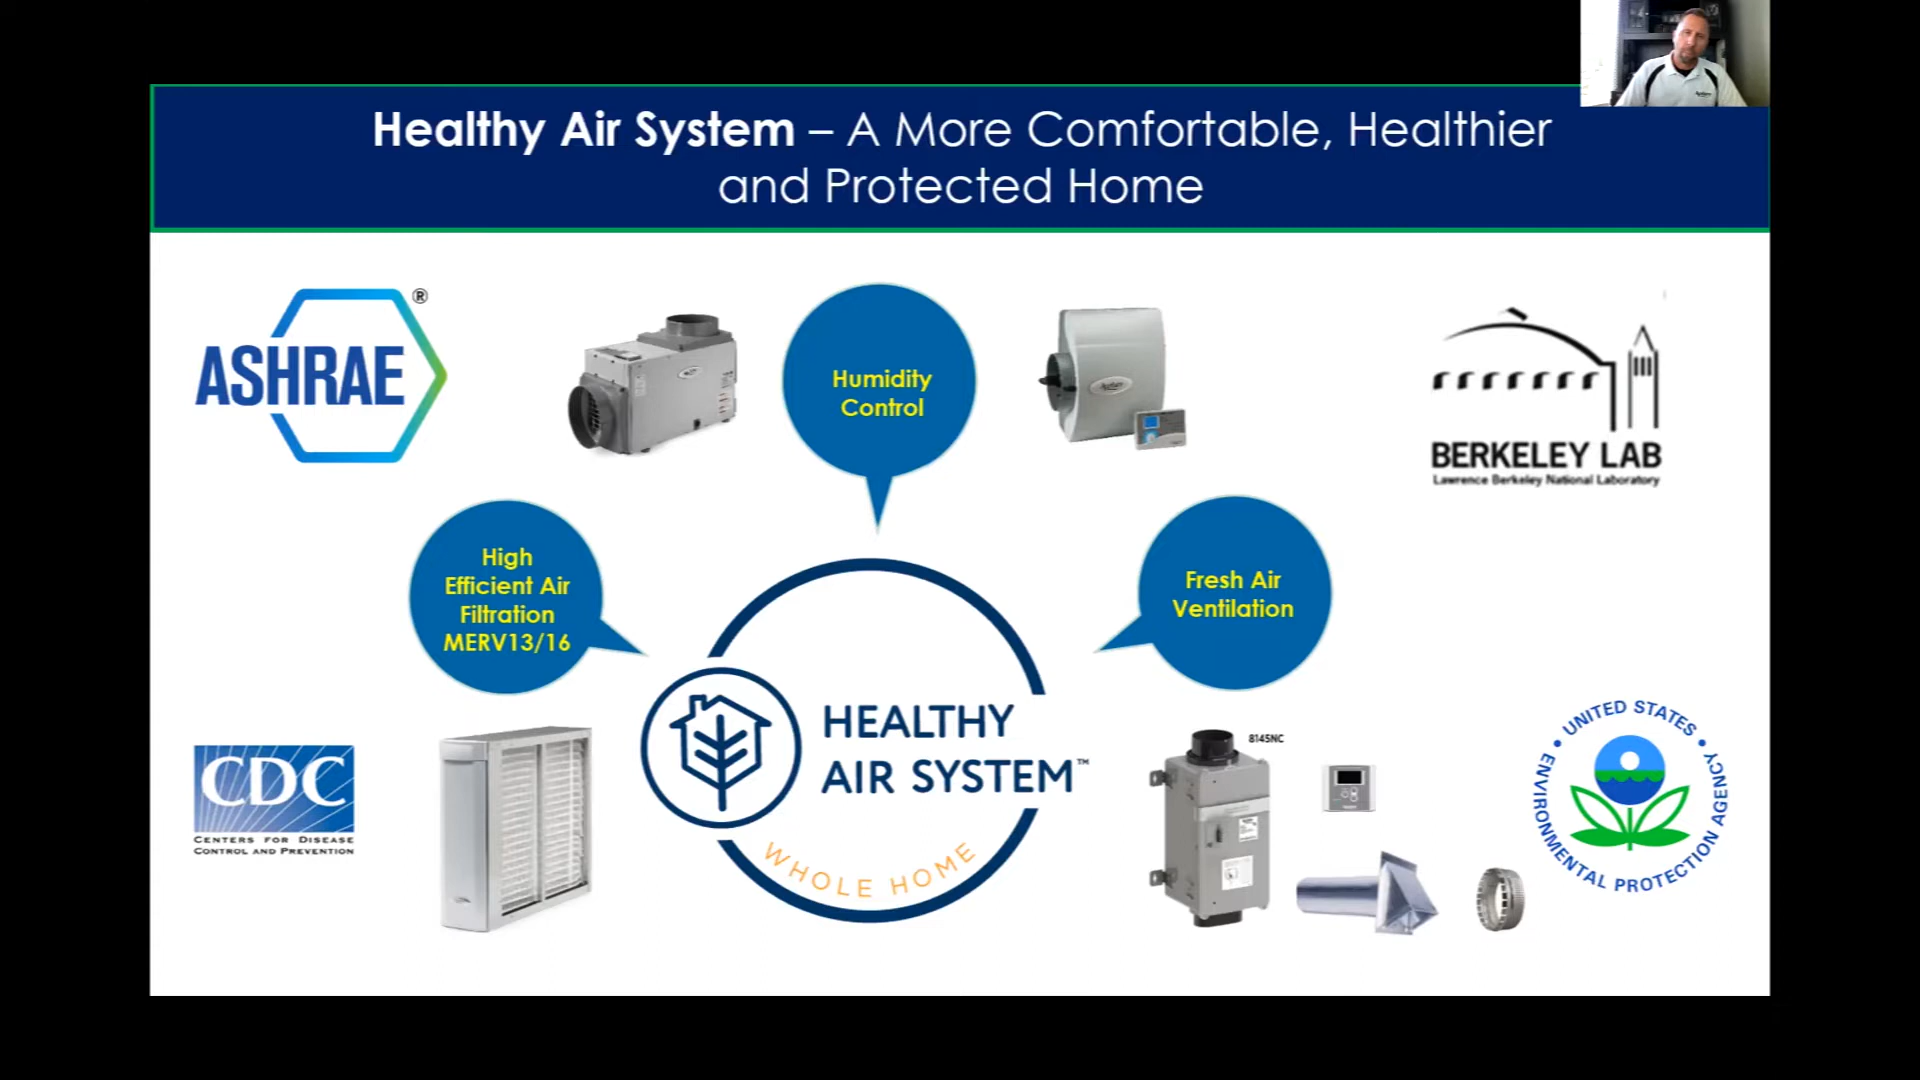 Healthy Air System – A More Comfortable, Healthier
and Protected Home
ASHRAE®
Humidity
Control
BERKELEY LAB
Lawrence Berkeley National Laboratory
High
Efficient Air
Filtration
MERV13/16
Fresh Air
Ventilation
HEALTHY
AIR SYSTEM™
WHOLE HOME
CDC
CENTERS FOR DISEASE
CONTROL AND PREVENTION
8145NC
UNITED STATES
ENVIRONMENTAL PROTECTION AGENCY